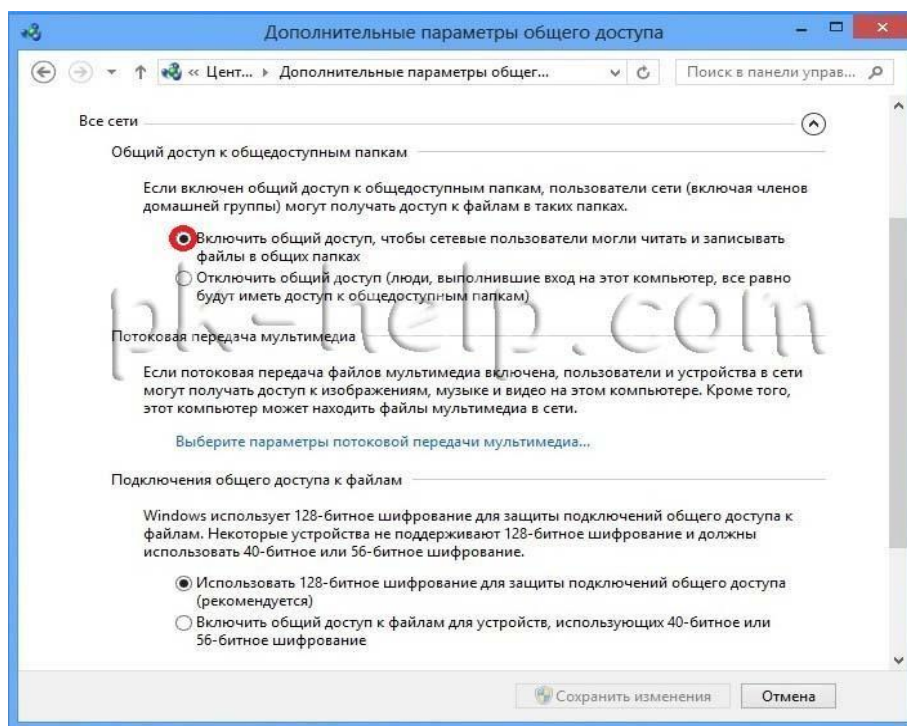 Дополнительные параметры общего доступа
« Цент... Дополнительные параметры общег...
Поиск в панели управ...
Все сети
Общий доступ к общедоступным папкам
Если включен общий доступ к общедоступным папкам, пользователи сети (включая членов
домашней группы) могут получать доступ к файлам в таких папках.
Включить общий доступ, чтобы сетевые пользователи могли читать и записывать
файлы в общих папках
Отключить общий доступ (люди, выполнившие вход на этот компьютер, все равно
будут иметь доступ к общедоступным папкам)
pk-help.com
Потоковая передача мультимедиа
Если потоковая передача файлов мультимедиа включена, пользователи и устройства в сети
могут получать доступ к изображениям, музыке и видео на этом компьютере. Кроме того,
этот компьютер может находить файлы мультимедиа в сети.
Выберите параметры потоковой передачи мультимедиа...
Подключения общего доступа к файлам
Windows использует 128-битное шифрование для защиты подключений общего доступа к
файлам. Некоторые устройства не поддерживают 128-битное шифрование и должны
использовать 40-битное или 56-битное шифрование.
Использовать 128-битное шифрование для защиты подключений общего доступа
(рекомендуется)
Включить общий доступ к файлам для устройств, использующих 40-битное или
56-битное шифрование
Сохранить изменения
Отмена